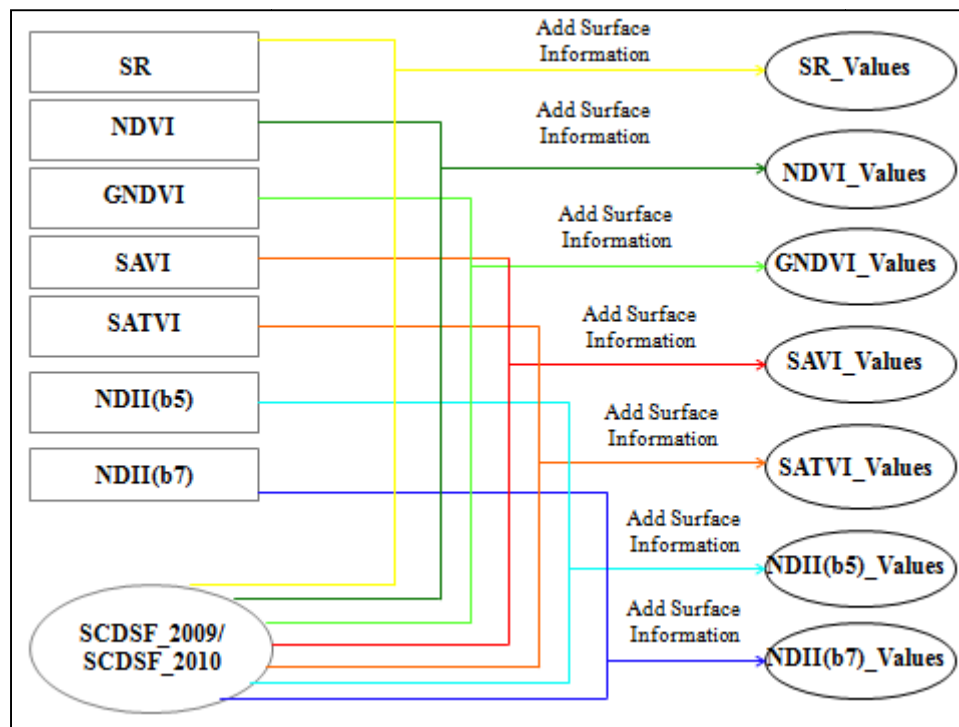 SR
NDVI
GNDVI
SAVI
SATVI
NDII(b5)
NDII(b7)
SCDSF_2009/
SCDSF_2010
Add Surface
Information
Add Surface
Information
Add Surface
Information
Add Surface
Information
Add Surface
Information
Add Surface
Information
Add Surface
Information
SR_Values
NDVI_Values
GNDVI_Values
SAVI_Values
SATVI_Values
NDII(b5)_Values
NDII(b7)_Values